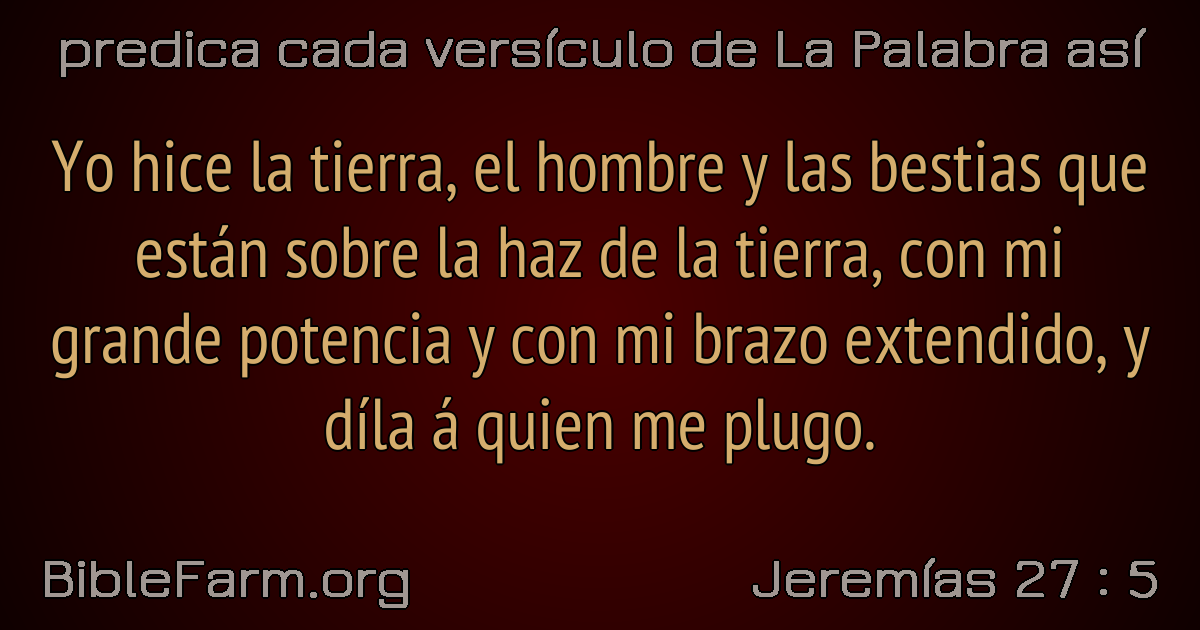 predica cada versículo de La Palabra así
Yo hice la tierra, el hombre y las bestias que
están sobre la haz de la tierra, con mi
grande potencia y con mi brazo extendido, y
díla á quien me plugo.
BibleFarm.org
Jeremías 27 : 5